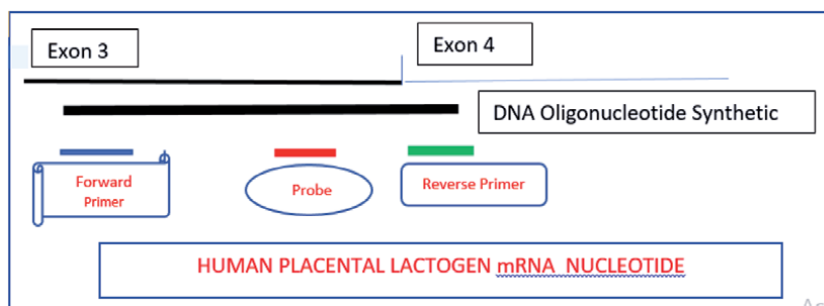 Exon 3
Exon 4
DNA Oligonucleotide Synthetic
Forward
Primer
Probe
Reverse Primer
HUMAN PLACENTAL LACTOGEN mRNA NUCLEOTIDE